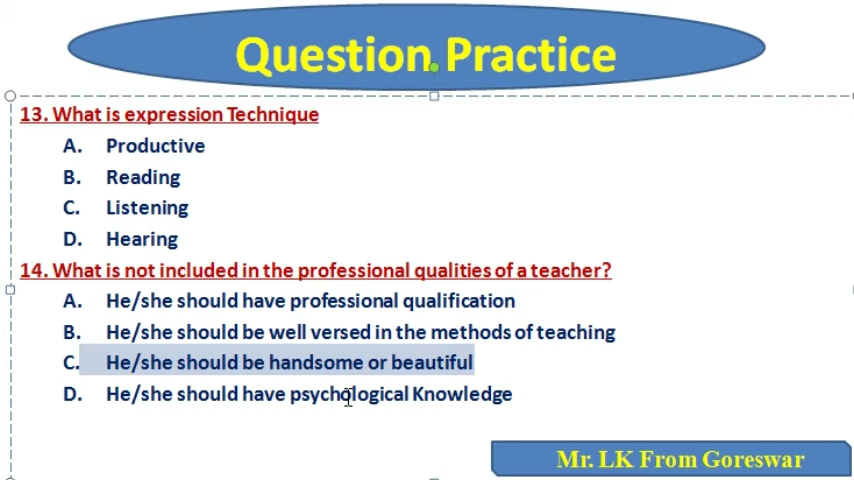 Question Practice
13. What is expression Technique
A. Productive
B. Reading
C. Listening
D. Hearing
14. What is not included in the professional qualities of a teacher?
A. He/she should have professional qualification
B. He/she should be well versed in the methods of teaching
C. He/she should be handsome or beautiful
D. He/she should have psychological Knowledge
Mr. LK From Goreswar